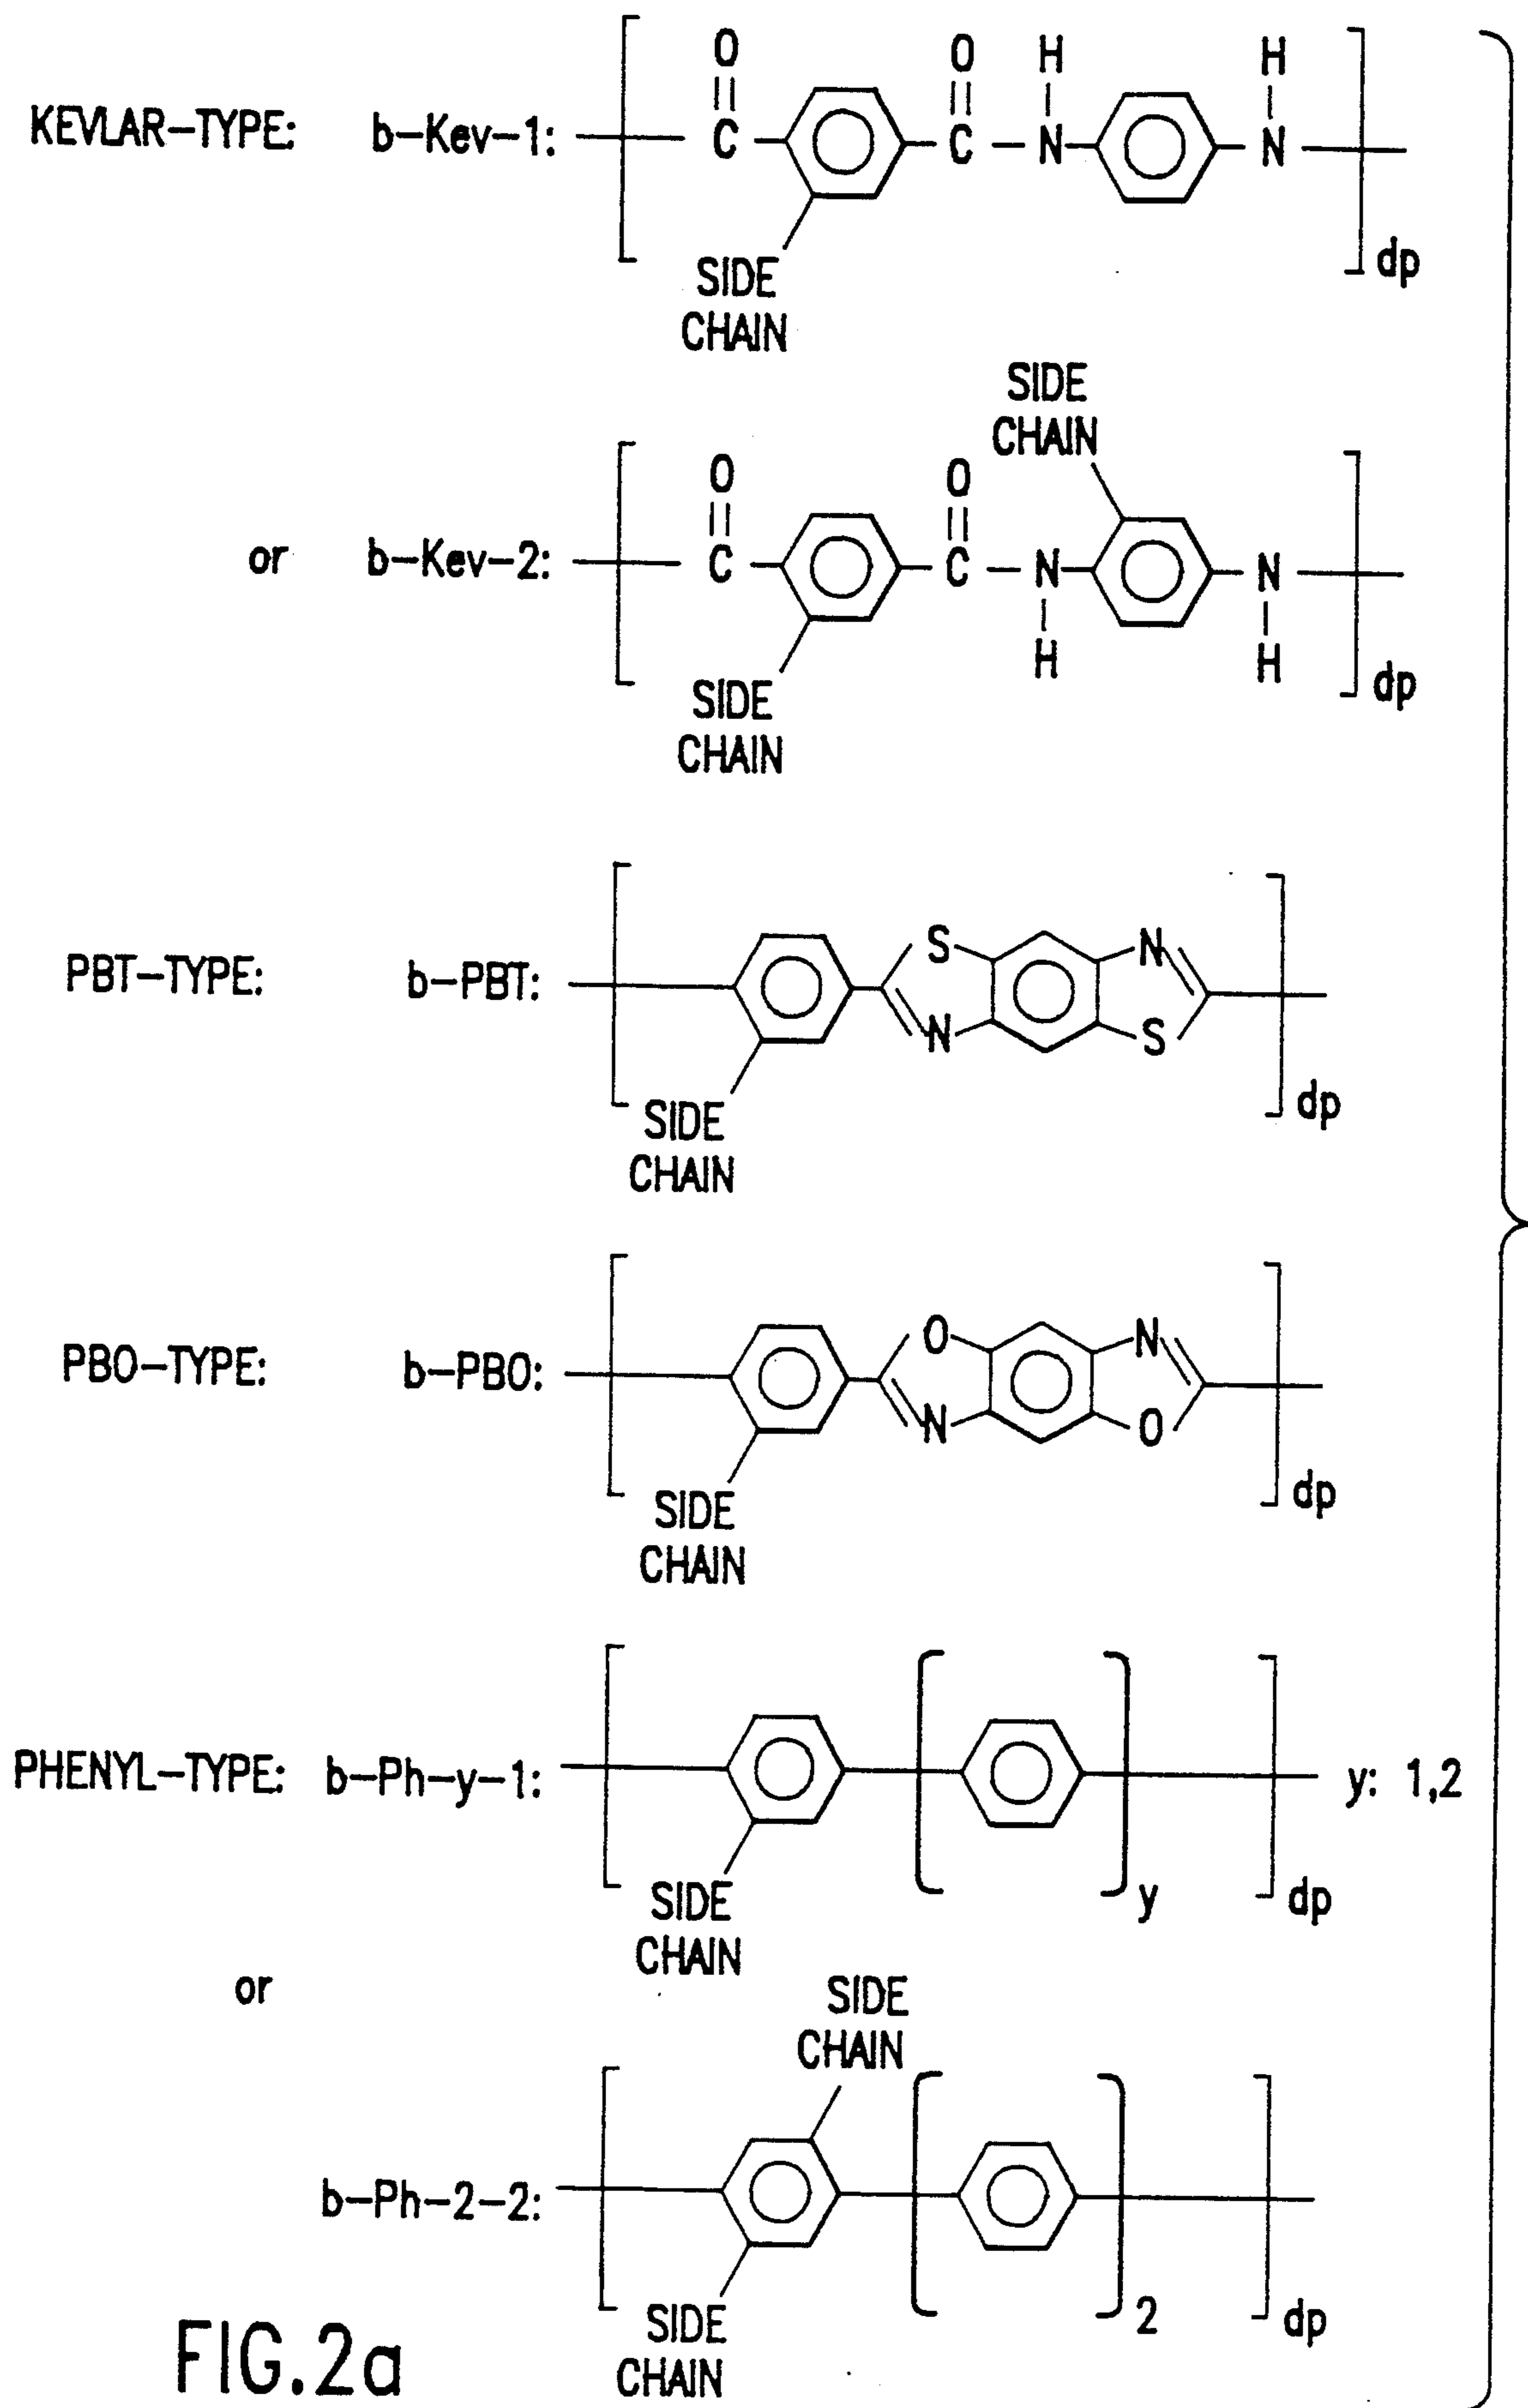 KEVLAR-TYPE: b-Kev-1:
O O H H
C C N N
SIDE
CHAIN
dp
SIDE
CHAIN
O O
or b-Kev-2: C C N N
H H
SIDE
CHAIN
dp
S N
PBT-TYPE: b-PBT:
N S
SIDE
CHAIN
dp
O N
PBO-TYPE: b-PBO:
N O
SIDE
CHAIN
dp
PHENYL-TYPE: b-Ph-y-1: y: 1,2
SIDE
CHAIN
y dp
or
SIDE
CHAIN
b-Ph-2-2:
SIDE
CHAIN
2 dp
FIG.2a